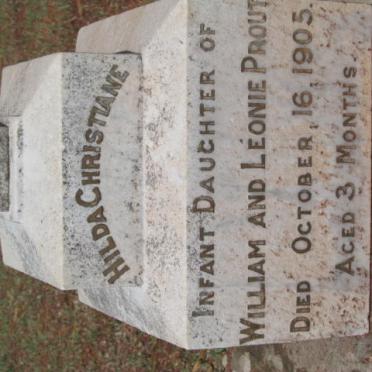 HILDA CHRISTIANE
INFANT DAUGHTER OF
WILLIAM AND LEONIE PROUT
DIED OCTOBER 16, 1905.
AGED 3 MONTHS.